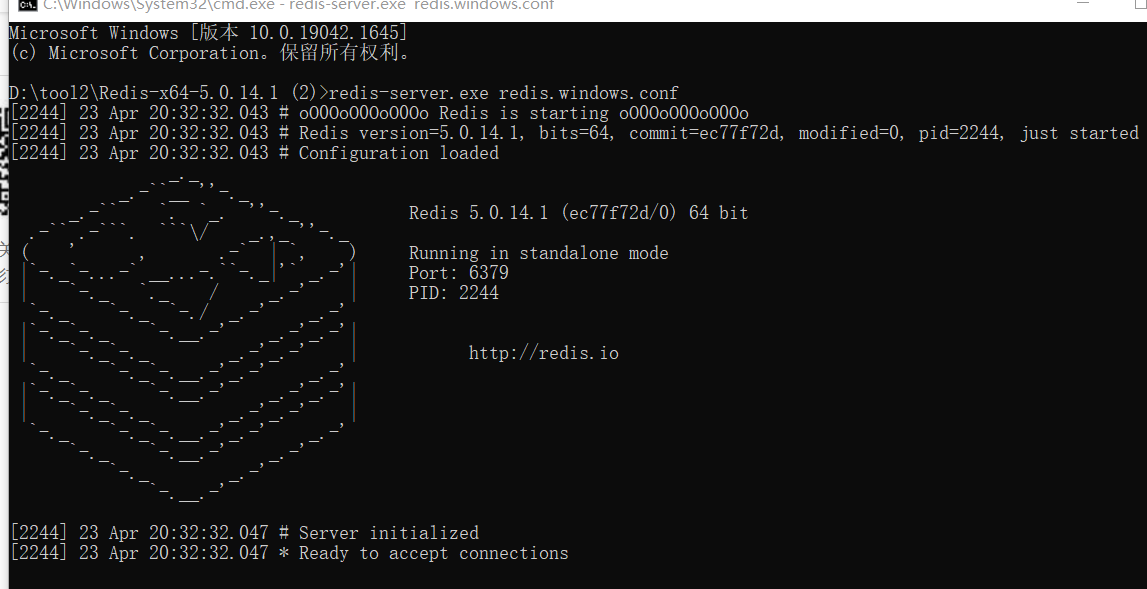 C:\Windows\System32\cmd.exe - redis-server.exe redis.windows.conf
Microsoft Windows [版本 10.0.19042.1645]
(c) Microsoft Corporation。保留所有权利。
D:\tool2\Redis-x64-5.0.14.1 (2)>redis-server.exe redis.windows.conf
[2244] 23 Apr 20:32:32.043 # oO0OoO0OoO0Oo Redis is starting oO0OoO0OoO0Oo
[2244] 23 Apr 20:32:32.043 # Redis version=5.0.14.1, bits=64, commit=ec77f72d, modified=0, pid=2244, just started
[2244] 23 Apr 20:32:32.043 # Configuration loaded
Redis 5.0.14.1 (ec77f72d/0) 64 bit
Running in standalone mode
Port: 6379
PID: 2244
http://redis.io
[2244] 23 Apr 20:32:32.047 # Server initialized
[2244] 23 Apr 20:32:32.047 * Ready to accept connections